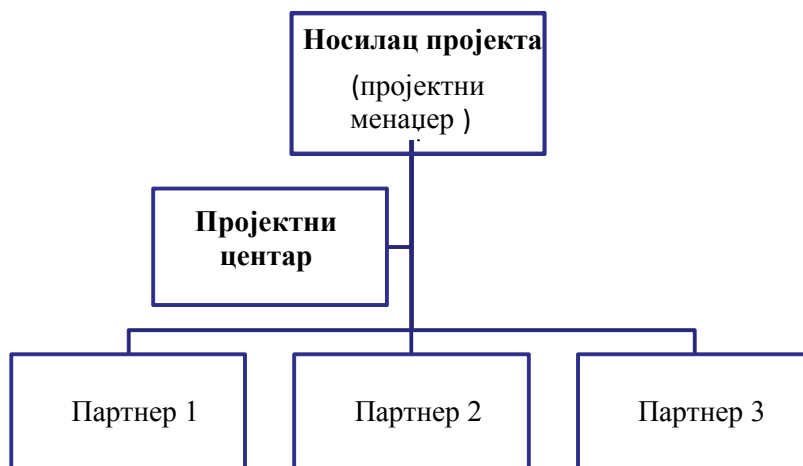 Носилац пројекта
(пројектни
менаџер )
Пројектни
центар
Партнер 1
Партнер 2
Партнер 3